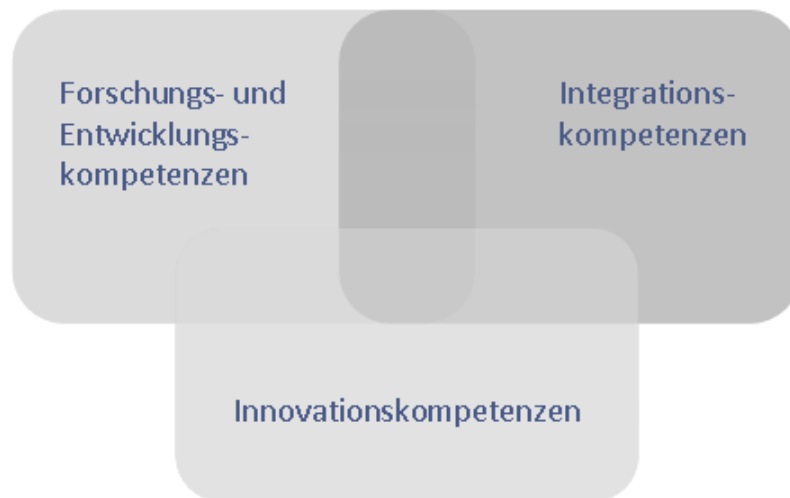 Forschungs- und
Entwicklungs-
kompetenzen
Integrations-
kompetenzen
Innovationskompetenzen